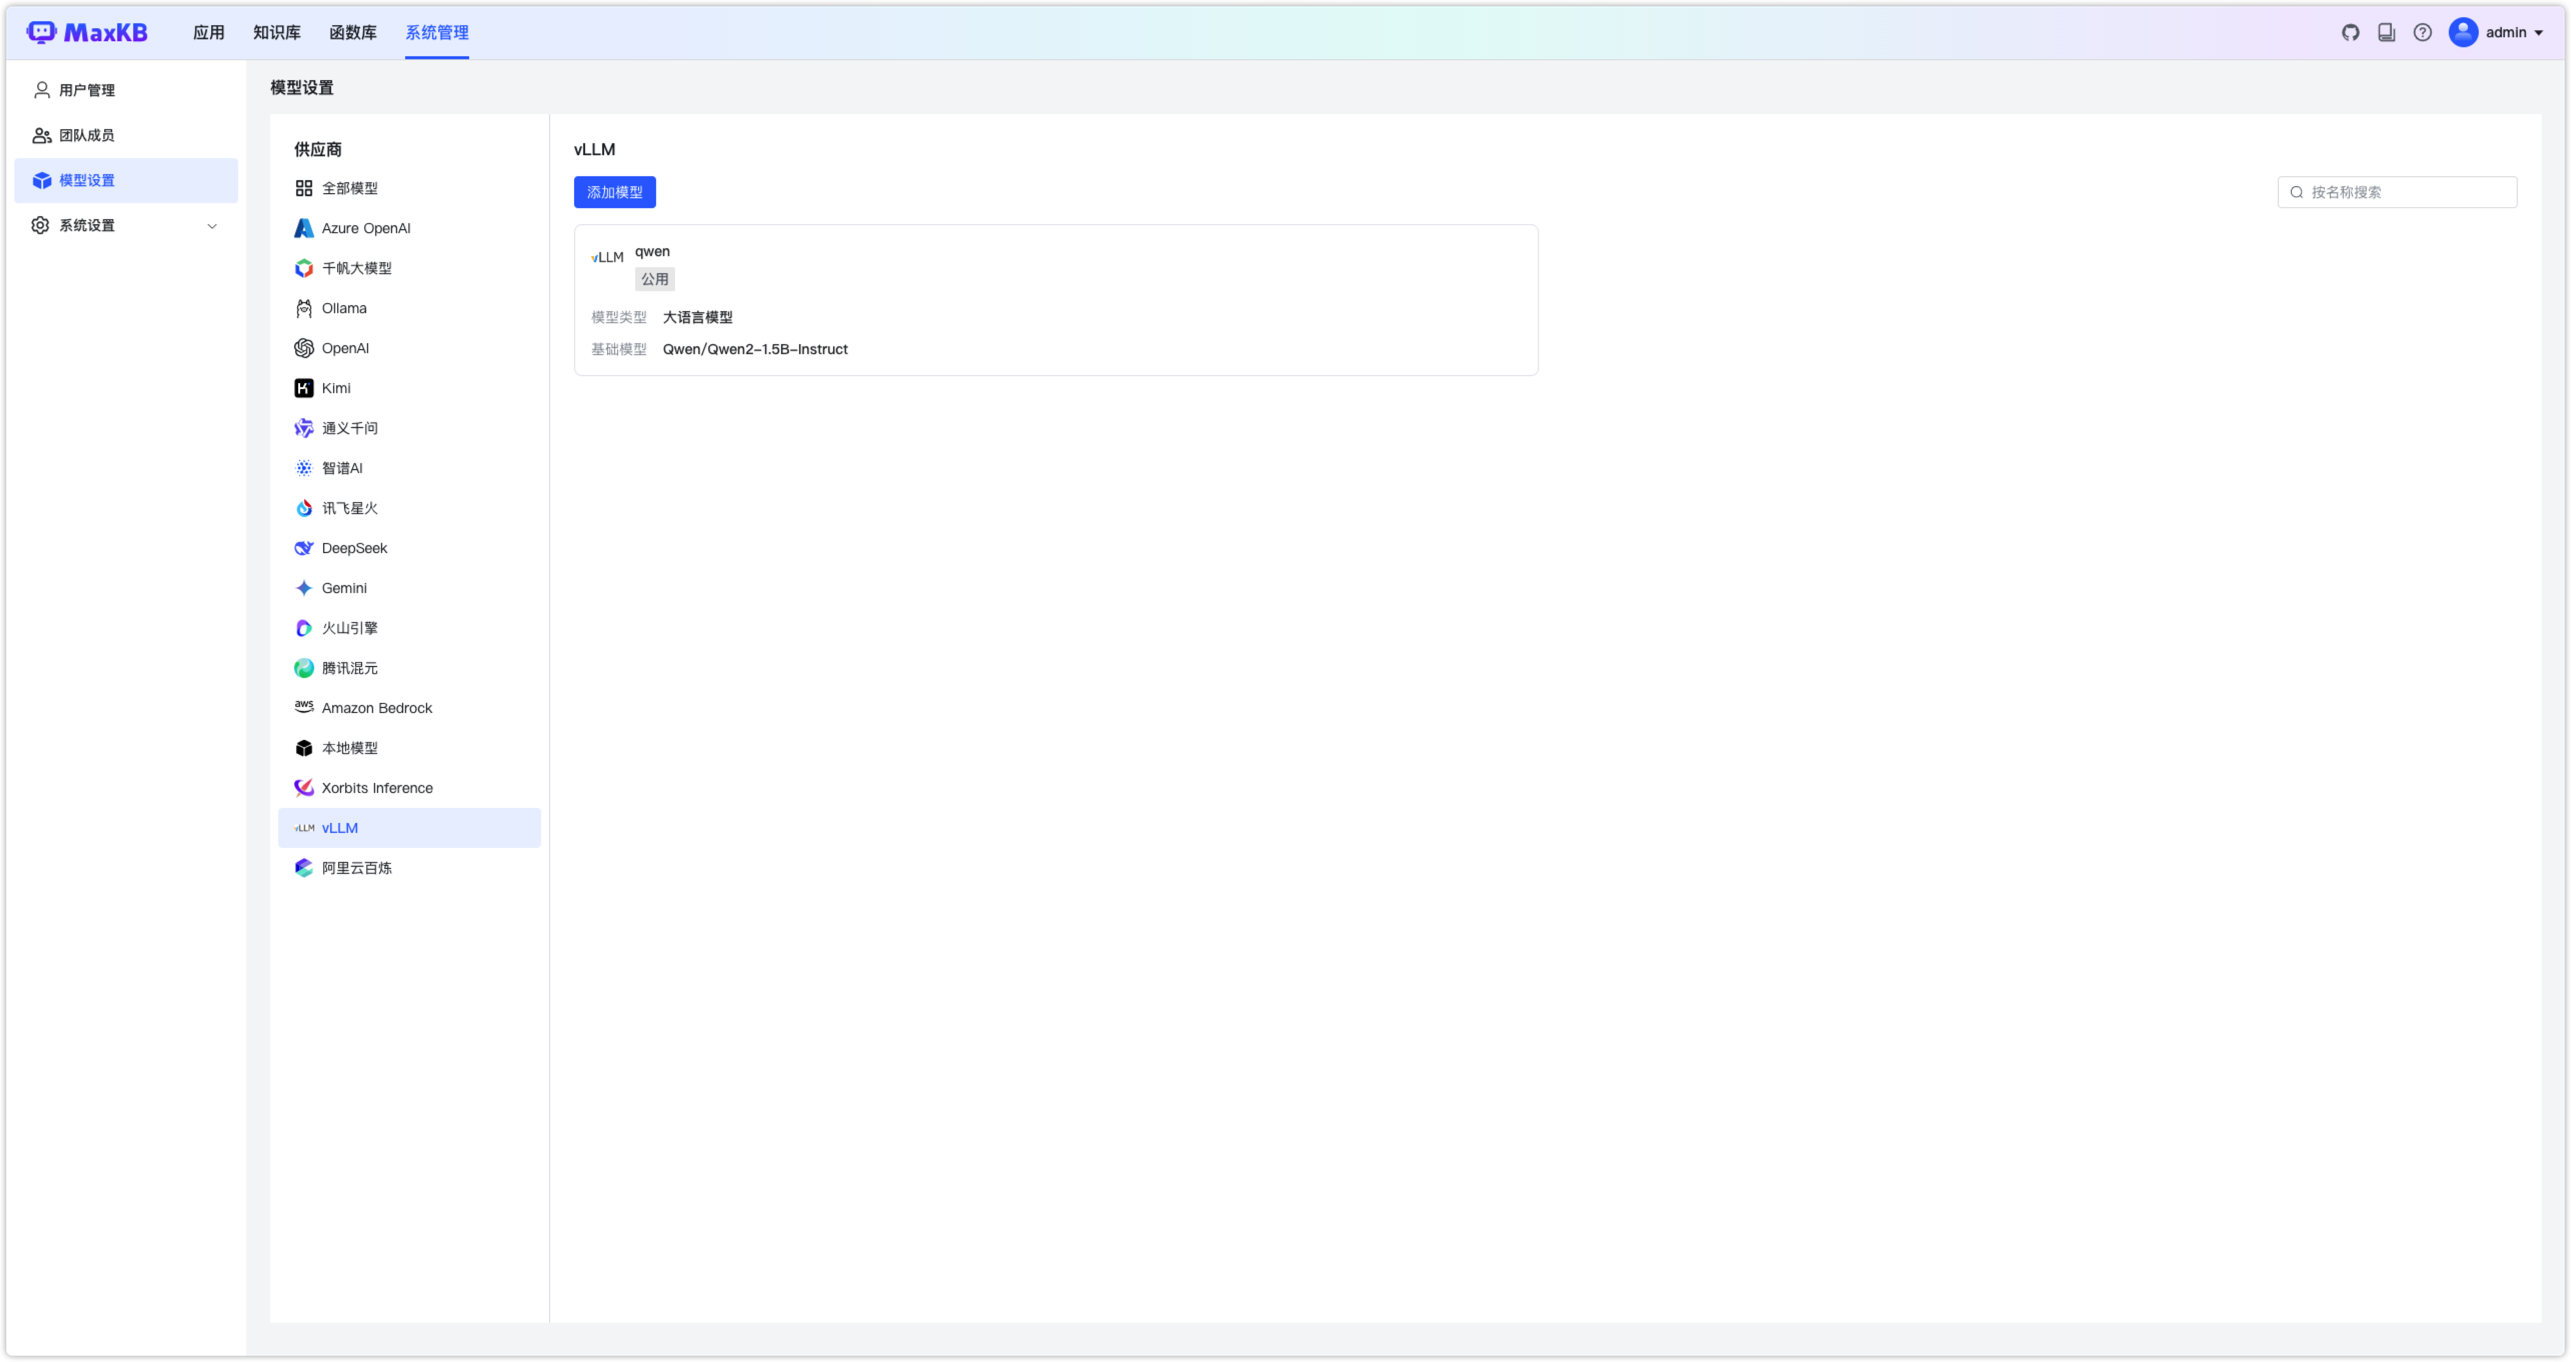 MaxKB
应用
知识库
函数库
系统管理
admin
用户管理
团队成员
模型设置
系统设置
模型设置
供应商
全部模型
Azure OpenAI
千帆大模型
Ollama
OpenAI
Kimi
通义千问
智谱AI
讯飞星火
DeepSeek
Gemini
火山引擎
腾讯混元
aws Amazon Bedrock
本地模型
Xorbits Inference
vLLM vLLM
阿里云百炼
vLLM
添加模型
按名称搜索
vLLM qwen
公用
模型类型 大语言模型
基础模型 Qwen/Qwen2-1.5B-Instruct